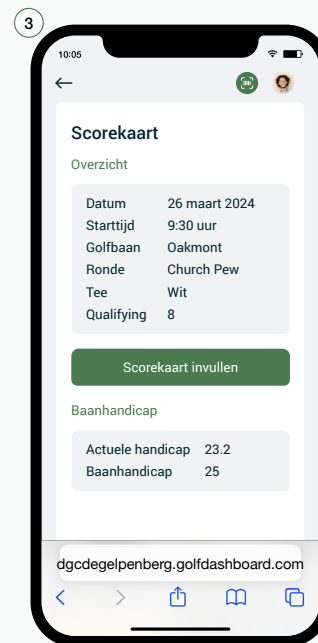 3
10:05
Scorekaart
Overzicht
Datum 26 maart 2024
Starttijd 9:30 uur
Golfbaan Oakmont
Ronde Church Pew
Tee Wit
Qualifying 8
Scorekaart invullen
Baanhandicap
Actuele handicap 23.2
Baanhandicap 25
dgcdegelpenberg.golfdashboard.com